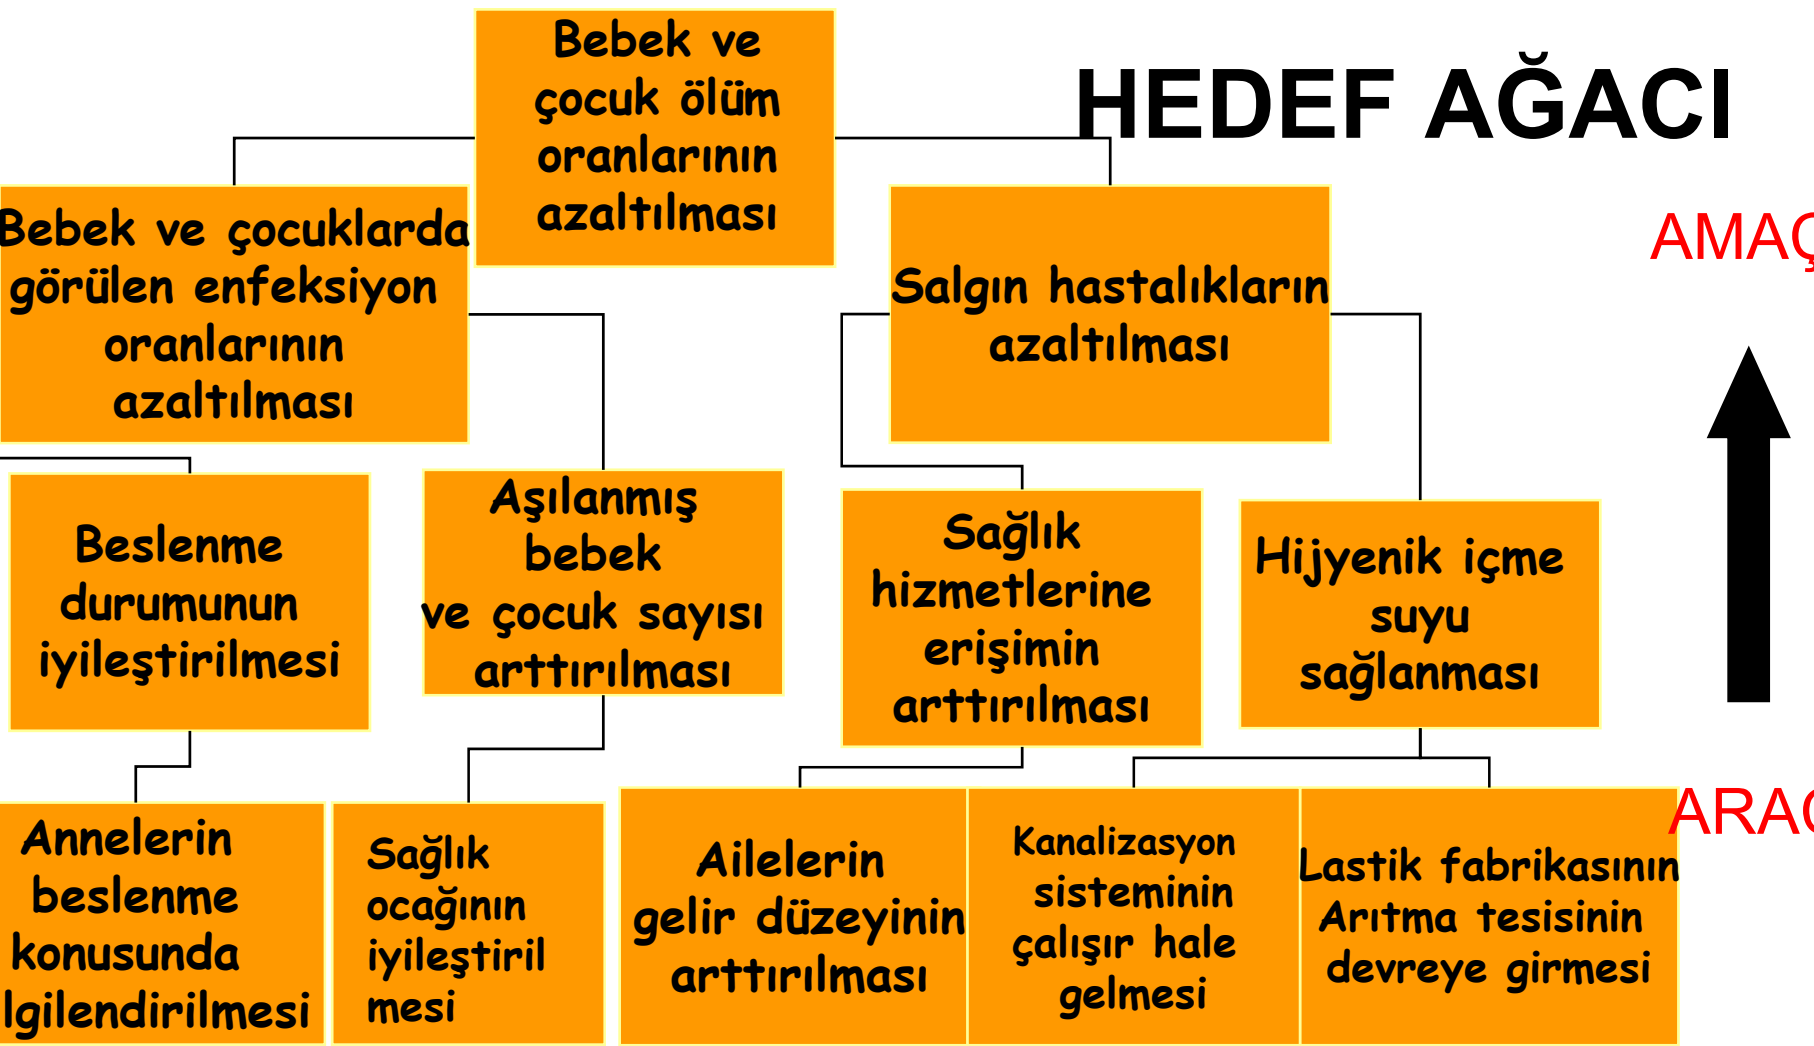 Bebek ve
çocuk ölüm
oranlarının
azaltılması
HEDEF AĞACI
Bebek ve çocuklarda
görülen enfeksiyon
oranlarının
azaltılması
Salgın hastalıkların
azaltılması
AMAÇ
Beslenme
durumunun
iyileştirilmesi
Aşılanmış
bebek
ve çocuk sayısı
arttırılması
Sağlık
hizmetlerine
erişimin
arttırılması
Hijyenik içme
suyu
sağlanması
ARAÇ
Annelerin
beslenme
konusunda
lgilendirilmesi
Sağlık
ocağının
iyileştiril
mesi
Ailelerin
gelir düzeyinin
arttırılması
Kanalizasyon
sisteminin
çalışır hale
gelmesi
Lastik fabrikasının
Arıtma tesisinin
devreye girmesi